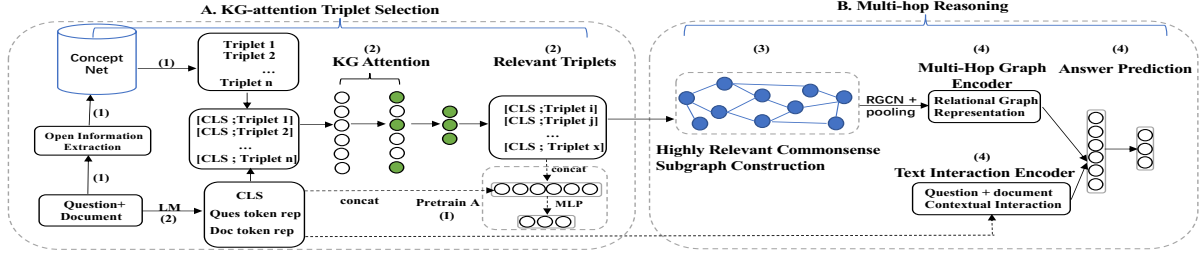 A. KG-attention Triplet Selection
Concept
Net
(1)
Triplet 1
Triplet 2
...
Triplet n
(1)
Open Information
Extraction
(1)
Question+
Document
LM
(2)
[CLS ;Triplet 1]
[CLS ;Triplet 2]
...
[CLS ; Triplet n]
CLS
Ques token rep
Doc token rep
(2)
KG Attention
concat
(2)
Relevant Triplets
[CLS ;Triplet i]
[CLS ;Triplet j]
...
[CLS ; Triplet x]
concat
Pretrain A
(I)
MLP
B. Multi-hop Reasoning
(3)
Highly Relevant Commonsense
Subgraph Construction
RGCN +
pooling
(4)
Multi-Hop Graph
Encoder
Relational Graph
Representation
(4)
Text Interaction Encoder
Question + document
Contextual Interaction
(4)
Answer Prediction